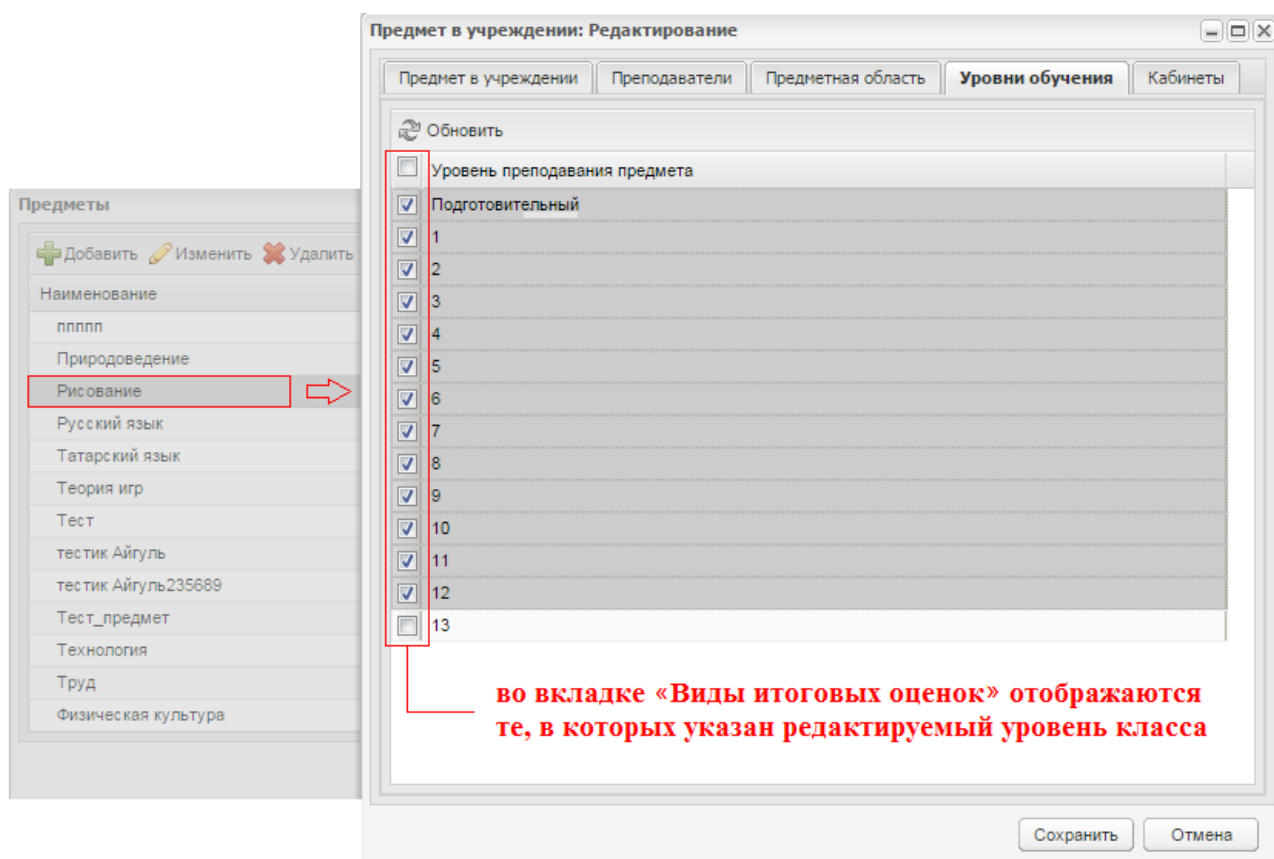 Предмет в учреждении: Редактирование
Предмет в учреждении Преподаватели Предметная область Уровни обучения Кабинеты
Обновить
Уровень преподавания предмета
Подготовительный
1
2
3
4
5
6
7
8
9
10
11
12
13
во вкладке «Виды итоговых оценок» отображаются
те, в которых указан редактируемый уровень класса
Сохранить Отмена
Предметы
Добавить Изменить Удалить
Наименование
ппппп
Природоведение
Рисование
Русский язык
Татарский язык
Теория игр
Тест
тестик Айгуль
тестик Айгуль235689
Тест_предмет
Технология
Труд
Физическая культура